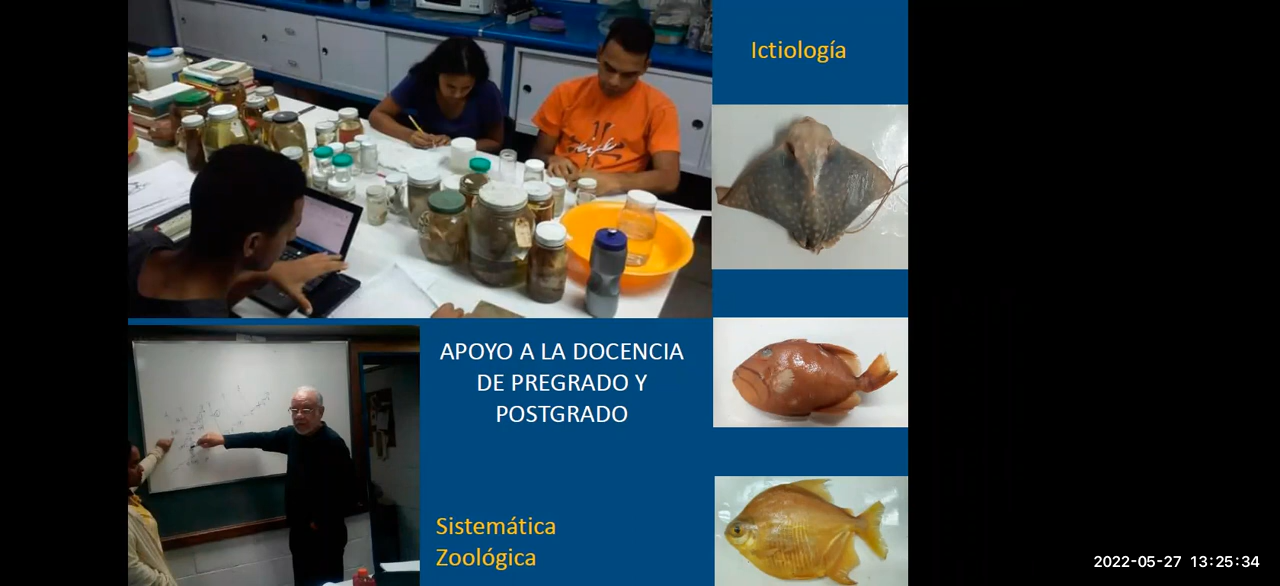 Ictiología
APOYO A LA DOCENCIA
DE PREGRADO Y
POSTGRADO
Sistemática
Zoológica
2022-05-27 13:25:34